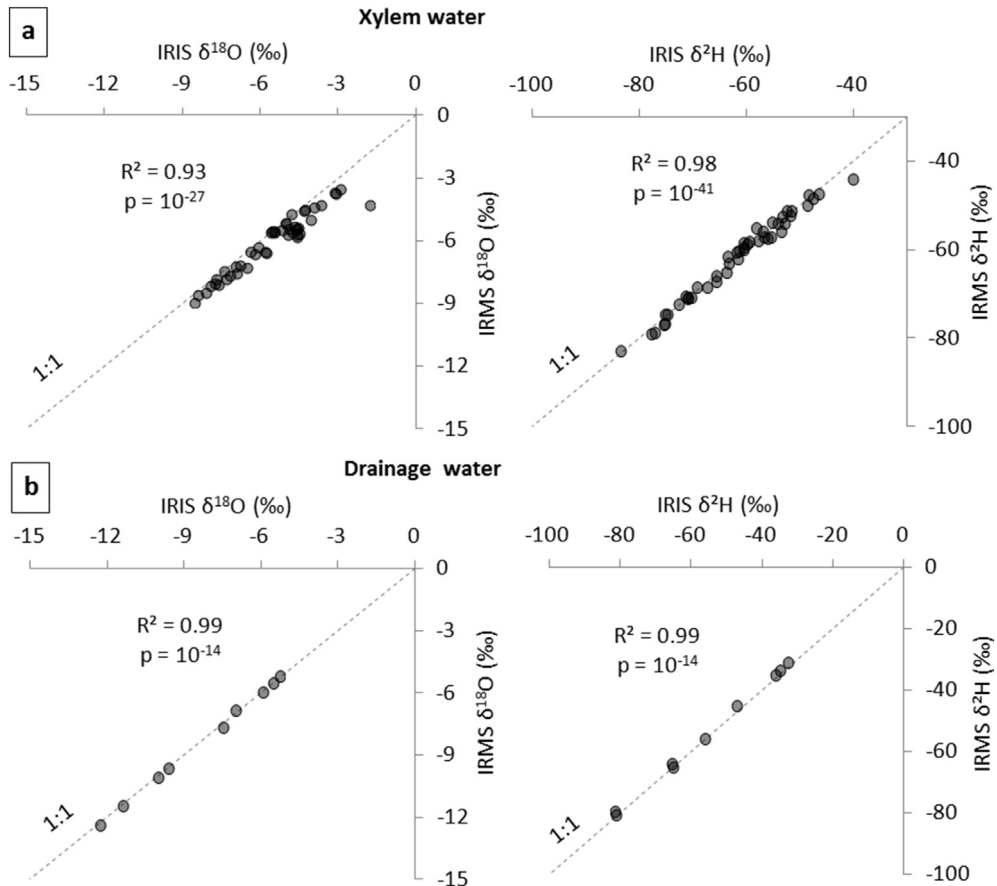 a
Xylem water
IRIS δ¹⁸O (‰)
-15 -12 -9 -6 -3 0
0
-3
-6
-9
-12
-15
IRMS δ¹⁸O (‰)
R² = 0.93
p = 10⁻²⁷
1:1
IRIS δ²H (‰)
-100 -80 -60 -40
-40
-60
-80
-100
IRMS δ²H (‰)
R² = 0.98
p = 10⁻⁴¹
1:1
b
Drainage water
IRIS δ¹⁸O (‰)
-15 -12 -9 -6 -3 0
0
-3
-6
-9
-12
-15
IRMS δ¹⁸O (‰)
R² = 0.99
p = 10⁻¹⁴
1:1
IRIS δ²H (‰)
-100 -80 -60 -40 -20 0
0
-20
-40
-60
-80
-100
IRMS δ²H (‰)
R² = 0.99
p = 10⁻¹⁴
1:1